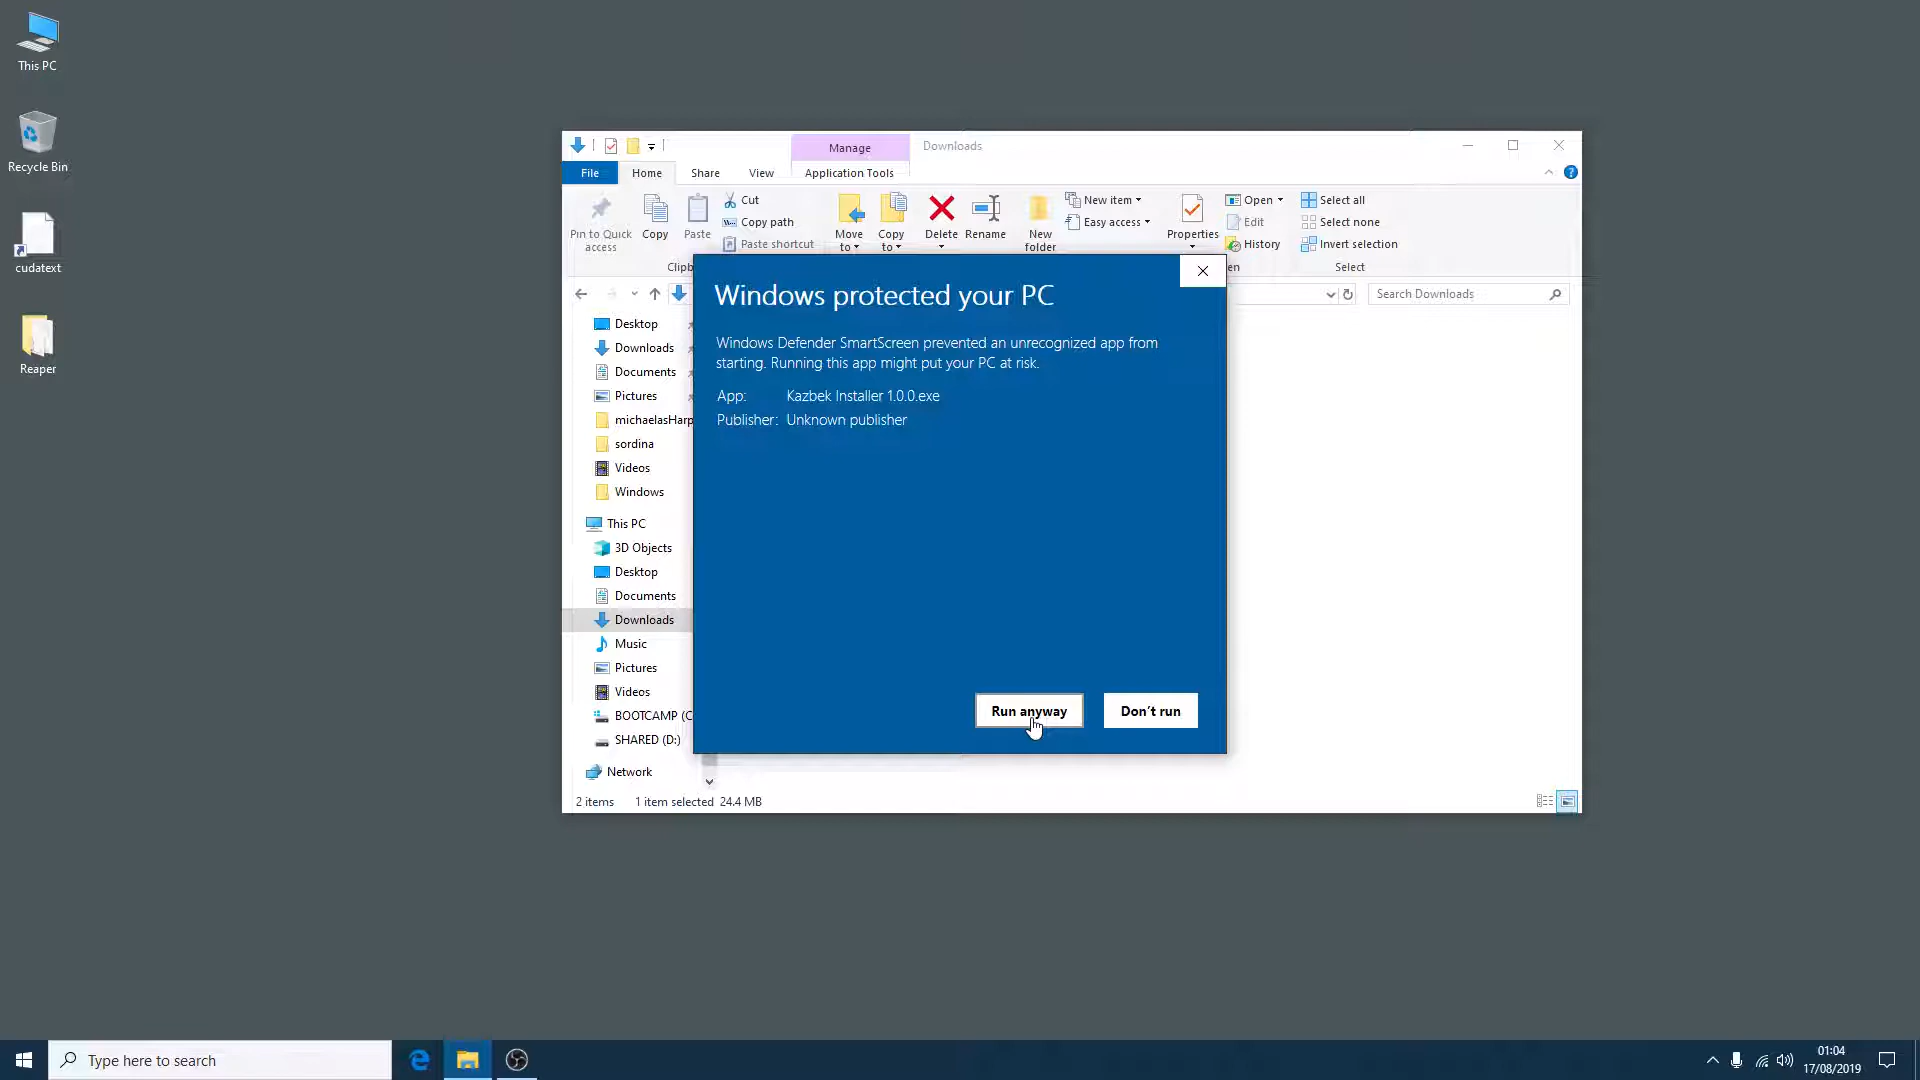 This PC
Recycle Bin
cudatext
Reaper
Manage
Downloads
File
Home
Share
View
Application Tools
Pin to Quick
access
Copy
Paste
Cut
Copy path
Paste shortcut
Move
to
Copy
to
Delete
Rename
New
folder
New item
Easy access
Properties
Open
Edit
History
Select all
Select none
Invert selection
Clipb
en
Select
Search Downloads
Desktop
Downloads
Documents
Pictures
michaelasHarp
sordina
Videos
Windows
This PC
3D Objects
Desktop
Documents
Downloads
Music
Pictures
Videos
BOOTCAMP (C
SHARED (D:)
Network
2 items
1 item selected 24.4 MB
Windows protected your PC
Windows Defender SmartScreen prevented an unrecognized app from
starting. Running this app might put your PC at risk.
App: Kazbek Installer 1.0.0.exe
Publisher: Unknown publisher
Run anyway
Don't run
Type here to search
01:04
17/08/2019